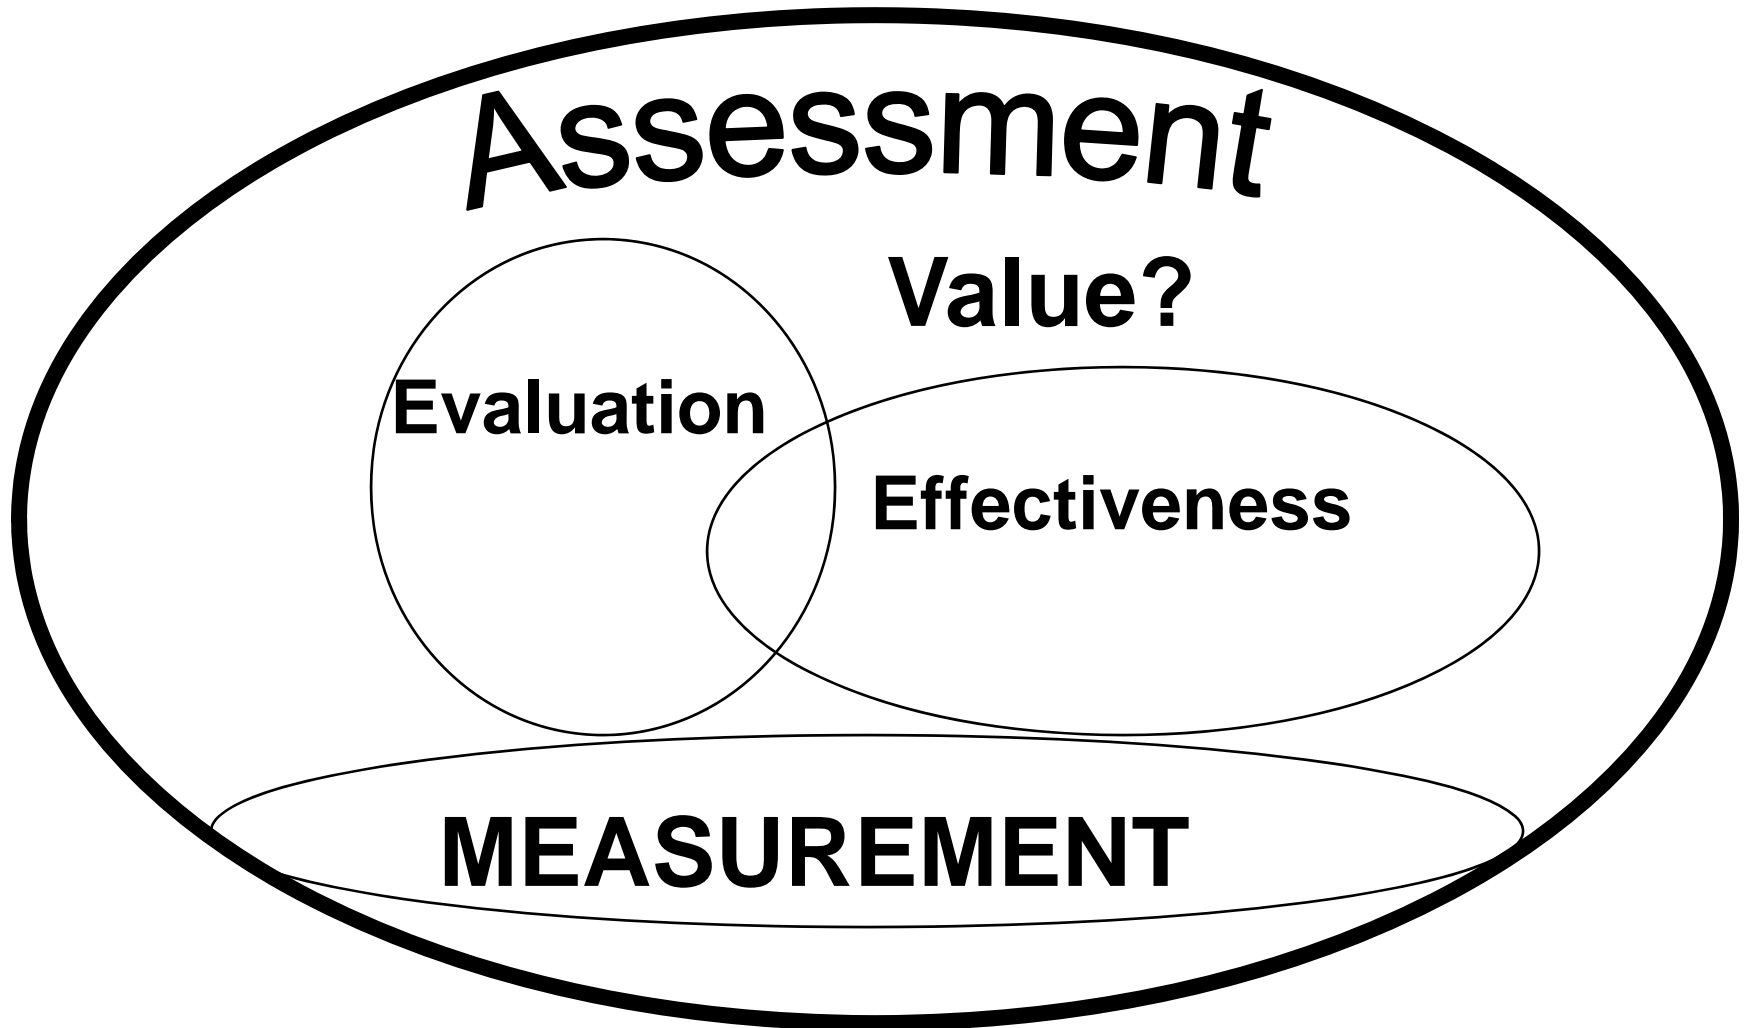 Assessment
Value?
Evaluation
Effectiveness
MEASUREMENT